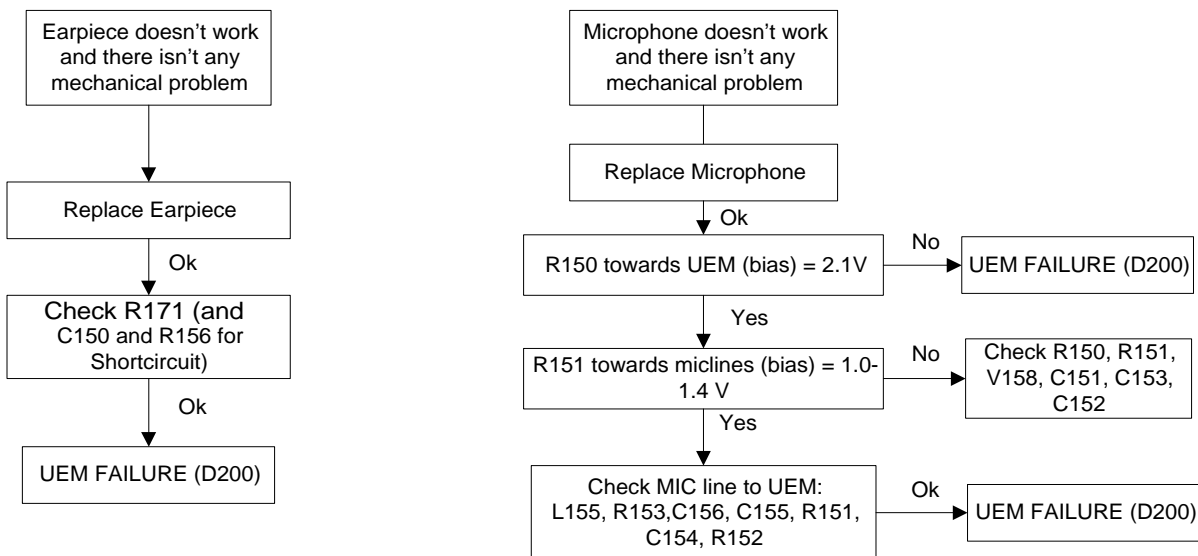 Earpiece doesn't work
and there isn't any
mechanical problem
Replace Earpiece
Ok
Check R171 (and
C150 and R156 for
Shortcircuit)
Ok
UEM FAILURE (D200)
Microphone doesn't work
and there isn't any
mechanical problem
Replace Microphone
Ok
R150 towards UEM (bias) = 2.1V
No
UEM FAILURE (D200)
Yes
R151 towards miclines (bias) = 1.0-
1.4 V
No
Check R150, R151,
V158, C151, C153,
C152
Yes
Check MIC line to UEM:
L155, R153,C156, C155, R151,
C154, R152
Ok
UEM FAILURE (D200)